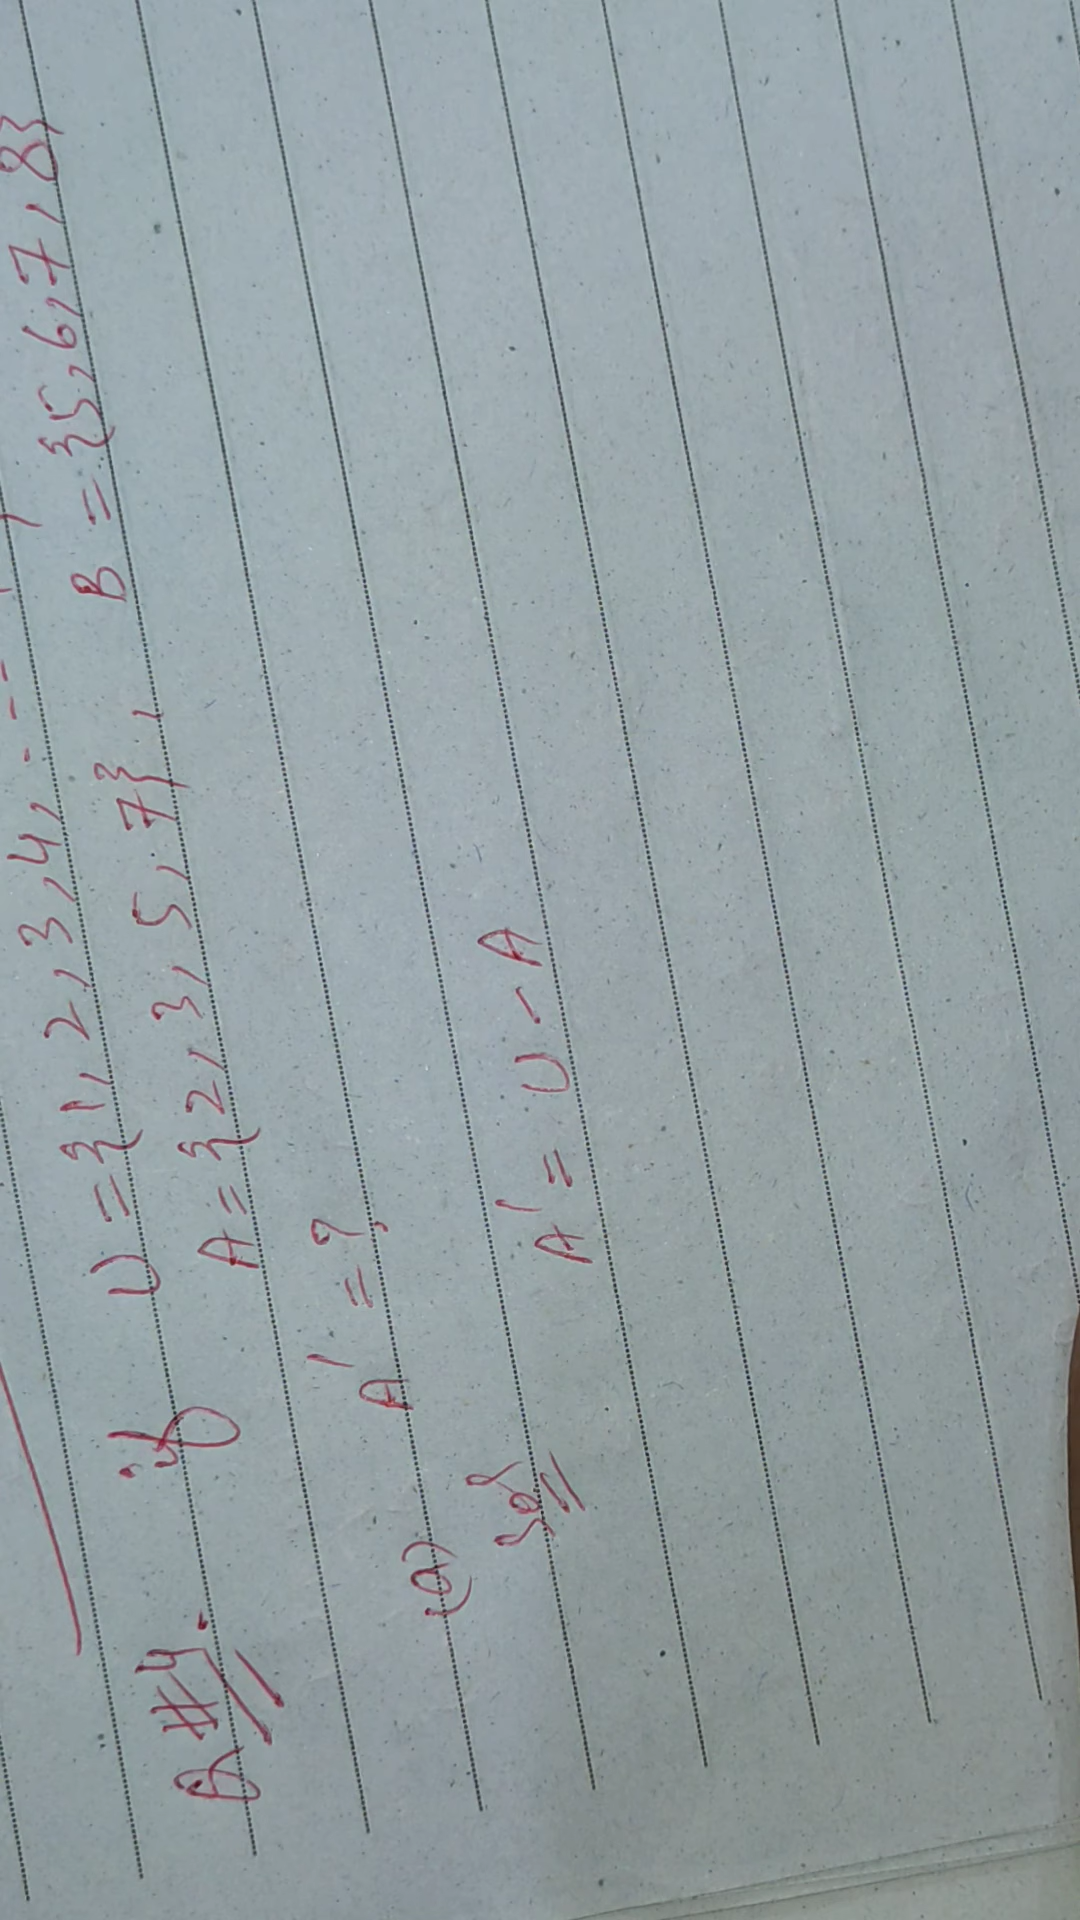 Q#4. if U = {1, 2, 3, 4, - - -
A = {2, 3, 5, 7}, B = {5, 6, 7, 8}
(a) A' = ?
Sol A' = U - A